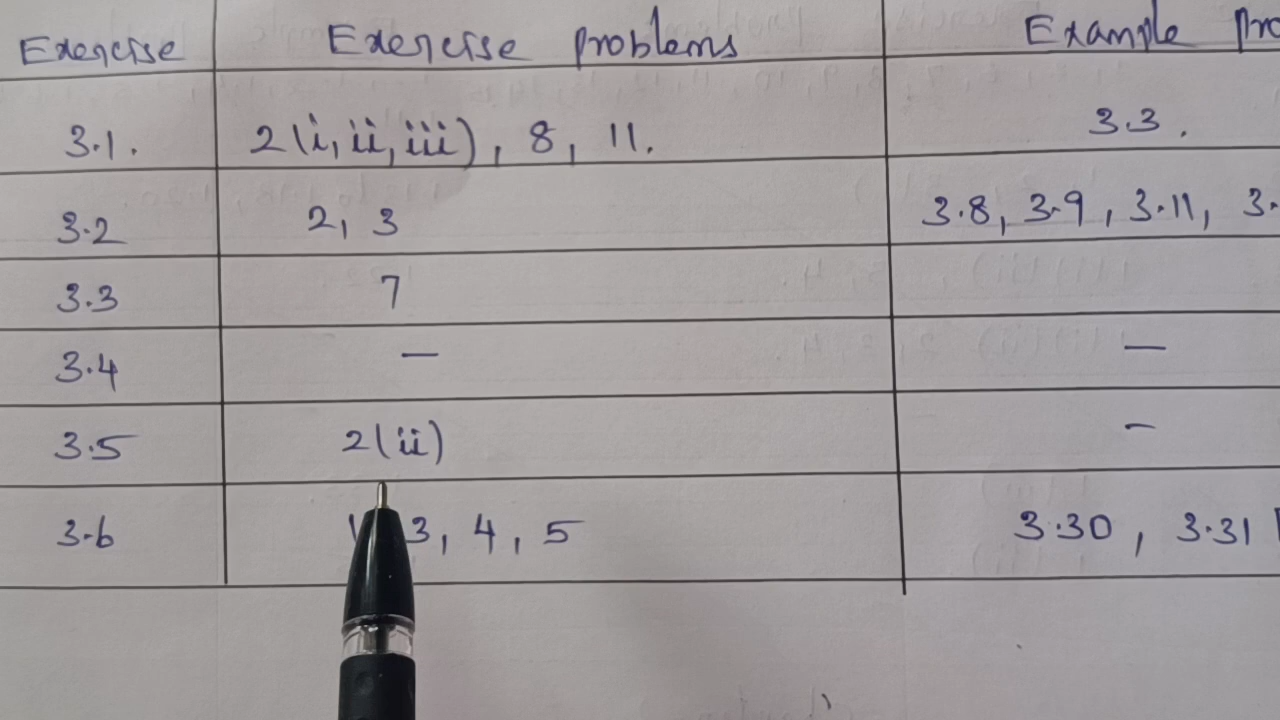 Exercise Exercise Problems Example
3.1. 2(i, ii, iii), 8, 11. 3.3.
3.2 2, 3 3.8, 3.9, 3.11,
3.3 7
3.4 — —
3.5 2(ii) -
3.6 3, 4, 5 3.30, 3.31